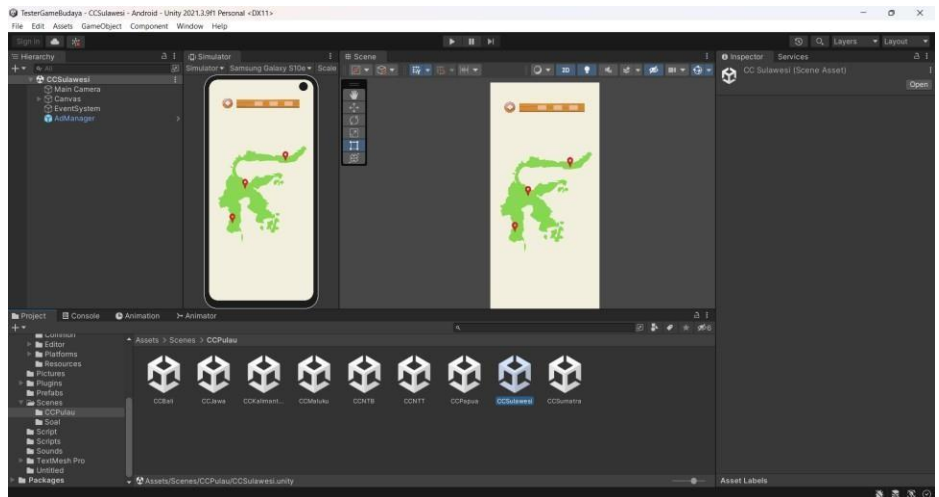 TesterGameBudaya - CCSulawesi - Android - Unity 2021.3.9f1 Personal <DX11>
File Edit Assets GameObject Component Window Help
Sign in Layers Layout
Hierarchy Simulator Scene Inspector Services
All Simulator Samsung Galaxy S10e Scale 2D CC Sulawesi (Scene Asset)
CCSulawesi Open
Main Camera
Canvas
EventSystem
AdManager
Project Console Animation Animator
Common Assets > Scenes > CCPulau
Editor
Platforms
Resources
Pictures
Plugins
Prefabs
Scenes
CCPulau CCBali CCJawa CCKalimant... CCMaluku CCNTB CCNTT CCPapua CCSulawesi CCSumatra
Soal
Script
Scripts
Sounds
TextMesh Pro
Untitled
Packages Assets/Scenes/CCPulau/CCSulawesi.unity Asset Labels